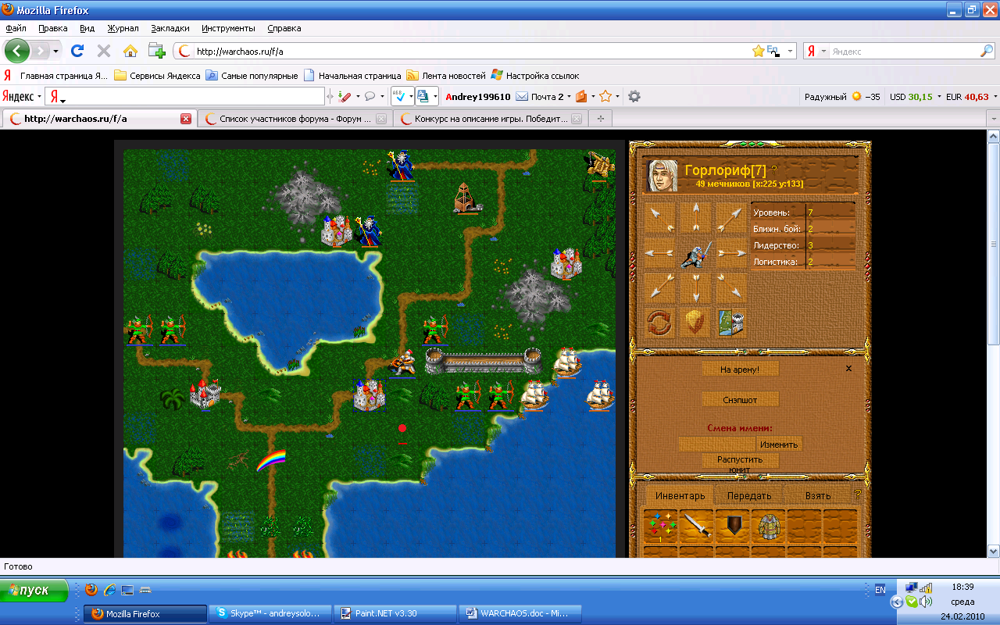 Mozilla Firefox
Файл Правка Вид Журнал Закладки Инструменты Справка
http://warchaos.ru/f/a En Я Яндекс
Я Главная страница Я... Сервисы Яндекса Самые популярные Начальная страница Лента новостей Настройка ссылок
Яндекс Я АБВ Andrey199610 Почта 2 Радужный -35 USD 30,15 EUR 40,63
http://warchaos.ru/f/a Список участников форума - Форум ... Конкурс на описание игры. Победит...
Горлориф[7] ?
49 мечников [x:225 y:133]
Уровень: 7
Ближн. бой: 2
Лидерство: 3
Логистика: 2
На арену! x
Снэпшот
Смена имени:
Изменить
Распустить
юнит
Инвентарь Передать Взять ?
1
Готово
пуск EN 18:39
среда
Mozilla Firefox Skype™ - andreysolo... Paint.NET v3.30 WARCHAOS.doc - Mi... 24.02.2010